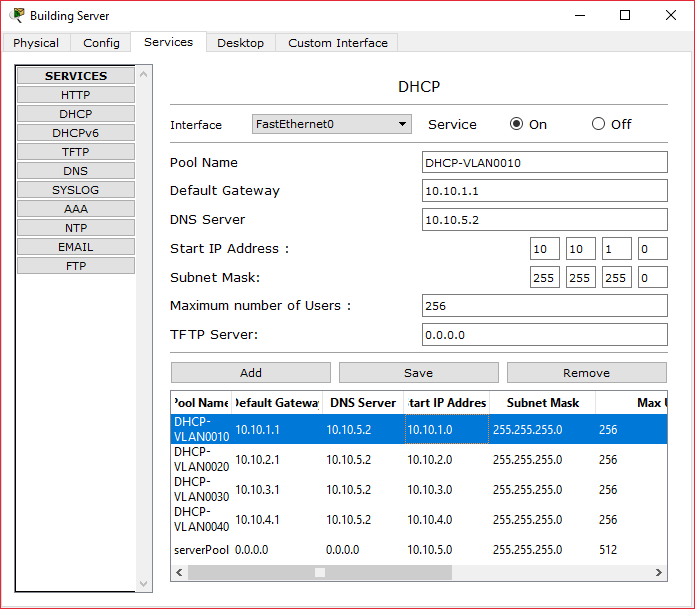 Building Server
Physical Config Services Desktop Custom Interface
SERVICES
HTTP
DHCP
DHCPv6
TFTP
DNS
SYSLOG
AAA
NTP
EMAIL
FTP
DHCP
Interface FastEthernet0 Service On Off
Pool Name DHCP-VLAN0010
Default Gateway 10.10.1.1
DNS Server 10.10.5.2
Start IP Address : 10 10 1 0
Subnet Mask: 255 255 255 0
Maximum number of Users : 256
TFTP Server: 0.0.0.0
Add Save Remove
Pool Name Default Gateway DNS Server tart IP Addres Subnet Mask Max U
DHCP-
VLAN0010 10.10.1.1 10.10.5.2 10.10.1.0 255.255.255.0 256
DHCP-
VLAN0020 10.10.2.1 10.10.5.2 10.10.2.0 255.255.255.0 256
DHCP-
VLAN0030 10.10.3.1 10.10.5.2 10.10.3.0 255.255.255.0 256
DHCP-
VLAN0040 10.10.4.1 10.10.5.2 10.10.4.0 255.255.255.0 256
serverPool 0.0.0.0 0.0.0.0 10.10.5.0 255.255.255.0 512